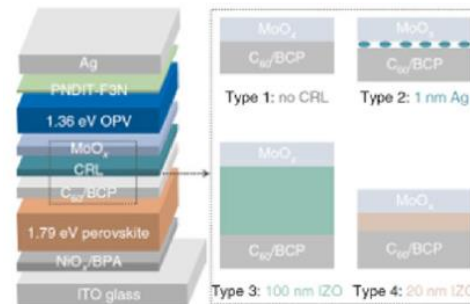 Ag
PNDIT-F3N
1.36 eV OPV
MoOₓ
CRL
C₆₀/BCP
1.79 eV perovskite
NiOₓ/BPA
ITO glass
MoOₓ
C₆₀/BCP
Type 1: no CRL
MoOₓ
C₆₀/BCP
Type 2: 1 nm Ag
MoOₓ
C₆₀/BCP
Type 3: 100 nm IZO
MoOₓ
C₆₀/BCP
Type 4: 20 nm IZO